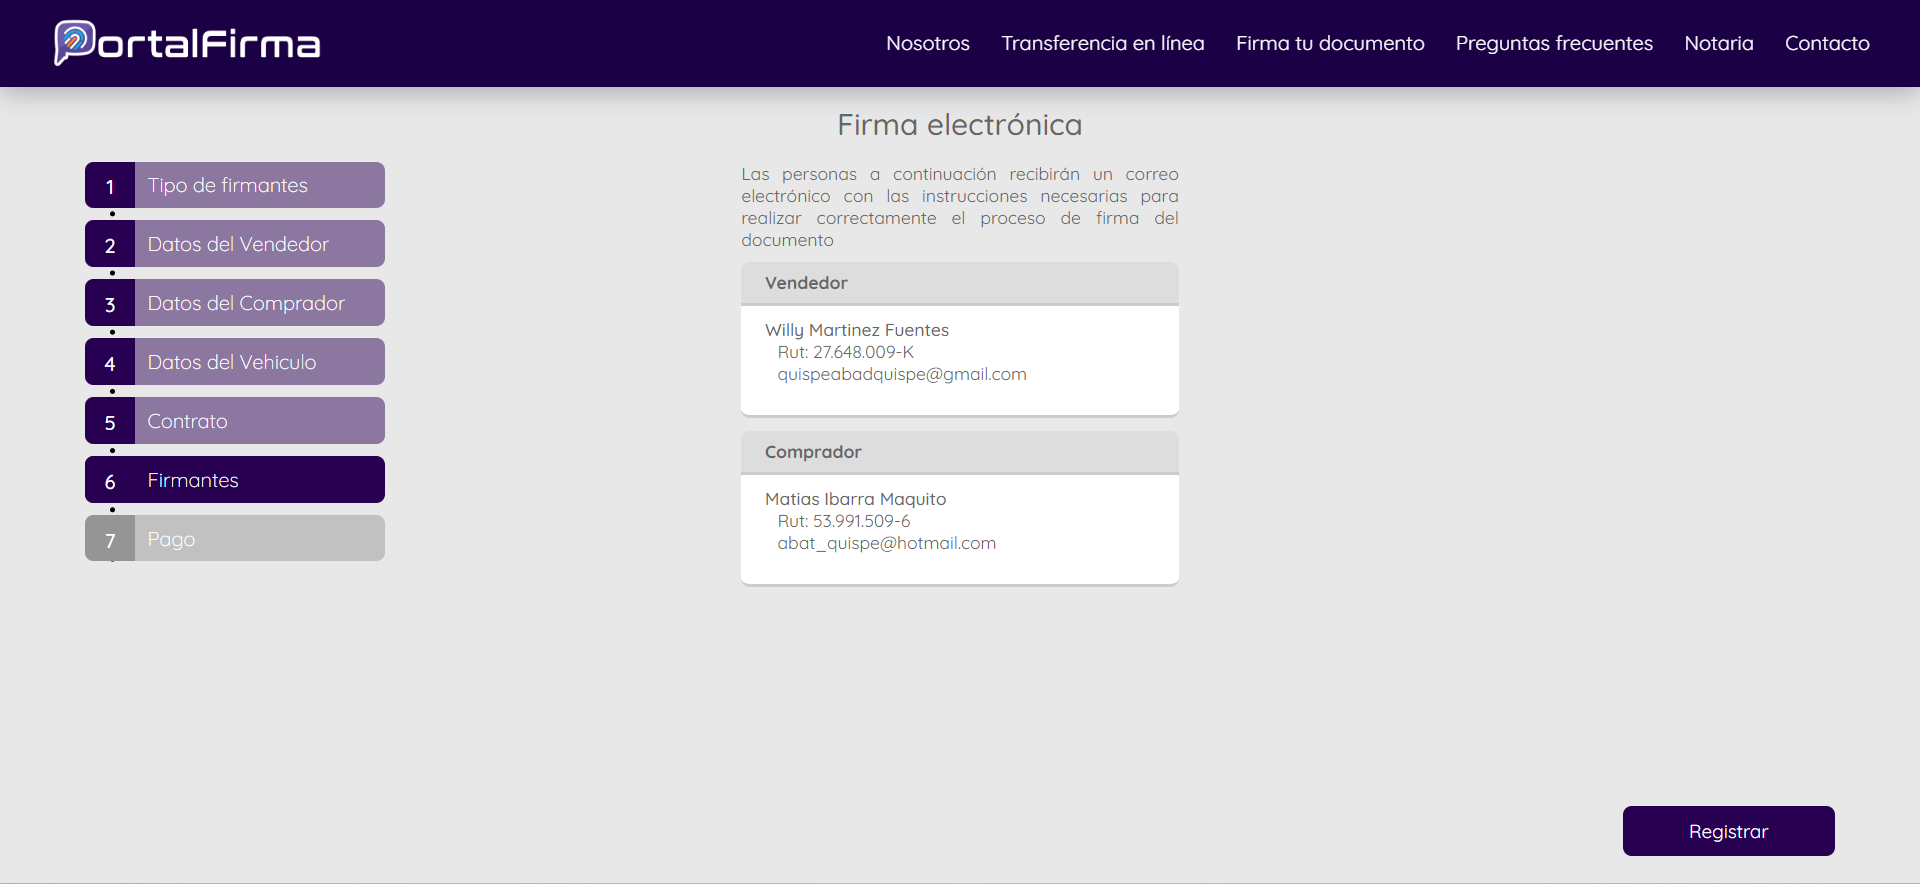 PortalFirma
Nosotros
Transferencia en línea
Firma tu documento
Preguntas frecuentes
Notaria
Contacto
1 Tipo de firmantes
2 Datos del Vendedor
3 Datos del Comprador
4 Datos del Vehiculo
5 Contrato
6 Firmantes
7 Pago
Firma electrónica
Las personas a continuación recibirán un correo
electrónico con las instrucciones necesarias para
realizar correctamente el proceso de firma del
documento
Vendedor
Willy Martinez Fuentes
Rut: 27.648.009-K
quispeabadquispe@gmail.com
Comprador
Matias Ibarra Maquito
Rut: 53.991.509-6
abat_quispe@hotmail.com
Registrar